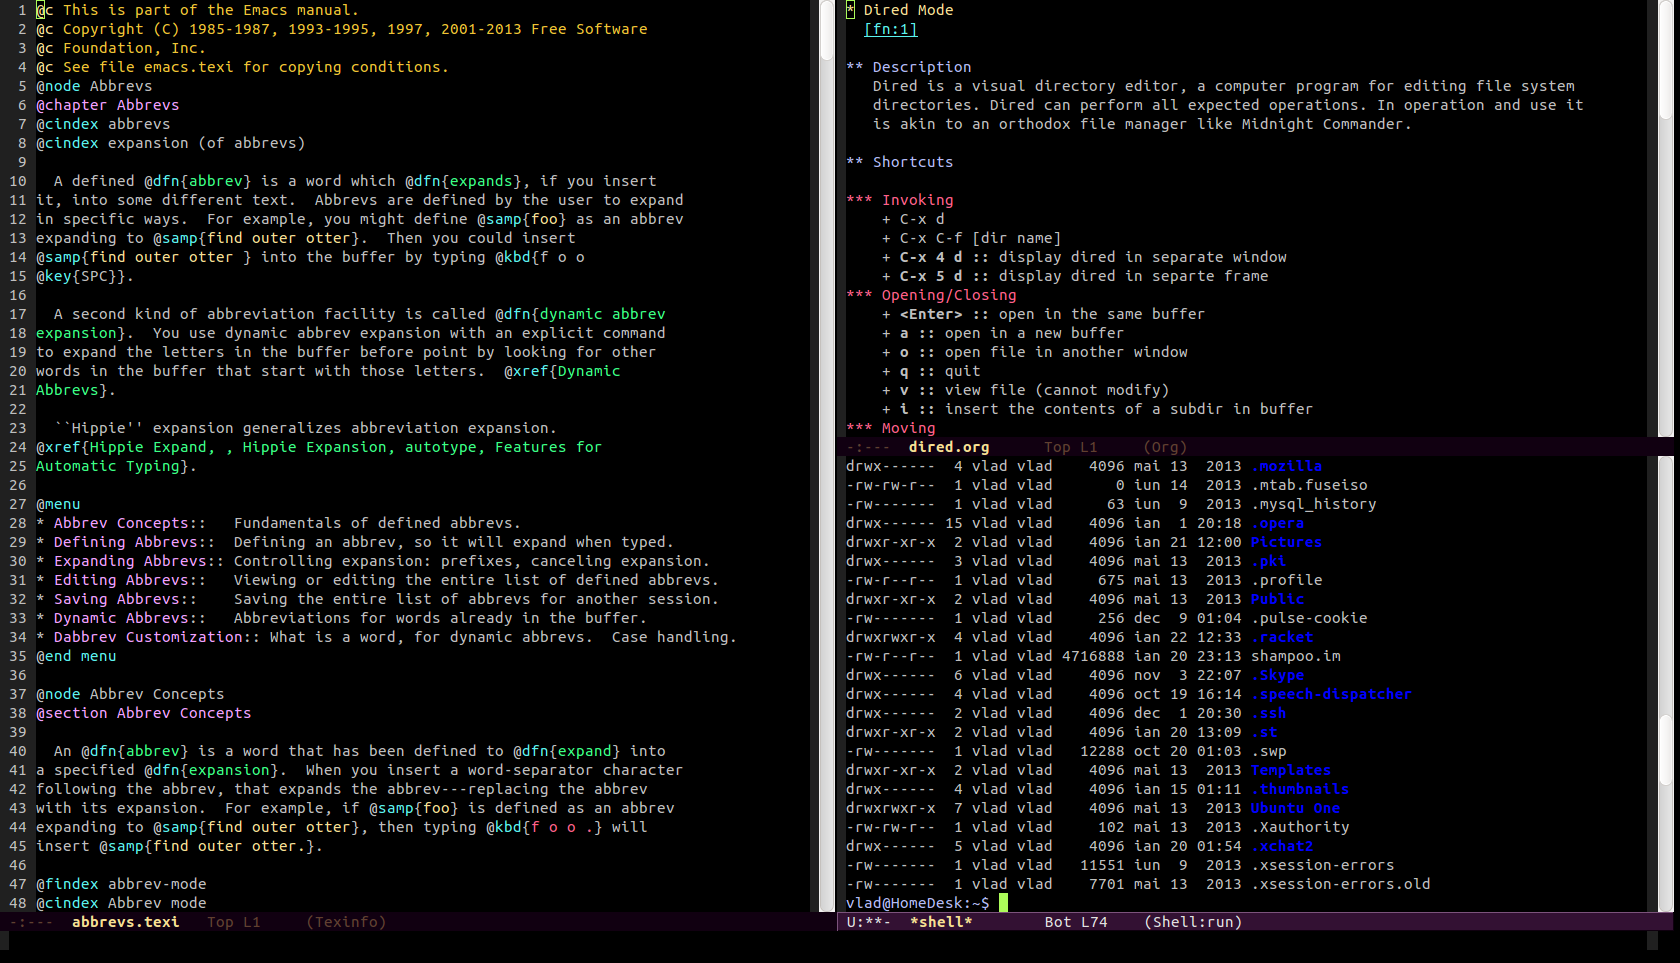 1 @c This is part of the Emacs manual.
2 @c Copyright (C) 1985-1987, 1993-1995, 1997, 2001-2013 Free Software
3 @c Foundation, Inc.
4 @c See file emacs.texi for copying conditions.
5 @node Abbrevs
6 @chapter Abbrevs
7 @cindex abbrevs
8 @cindex expansion (of abbrevs)
9
10   A defined @dfn{abbrev} is a word which @dfn{expands}, if you insert
11 it, into some different text.  Abbrevs are defined by the user to expand
12 in specific ways.  For example, you might define @samp{foo} as an abbrev
13 expanding to @samp{find outer otter}.  Then you could insert
14 @samp{find outer otter } into the buffer by typing @kbd{f o o
15 @key{SPC}}.
16
17   A second kind of abbreviation facility is called @dfn{dynamic abbrev
18 expansion}.  You use dynamic abbrev expansion with an explicit command
19 to expand the letters in the buffer before point by looking for other
20 words in the buffer that start with those letters.  @xref{Dynamic
21 Abbrevs}.
22
23   ``Hippie'' expansion generalizes abbreviation expansion.
24 @xref{Hippie Expand, , Hippie Expansion, autotype, Features for
25 Automatic Typing}.
26
27 @menu
28 * Abbrev Concepts::   Fundamentals of defined abbrevs.
29 * Defining Abbrevs::  Defining an abbrev, so it will expand when typed.
30 * Expanding Abbrevs:: Controlling expansion: prefixes, canceling expansion.
31 * Editing Abbrevs::   Viewing or editing the entire list of defined abbrevs.
32 * Saving Abbrevs::    Saving the entire list of abbrevs for another session.
33 * Dynamic Abbrevs::   Abbreviations for words already in the buffer.
34 * Dabbrev Customization:: What is a word, for dynamic abbrevs.  Case handling.
35 @end menu
36
37 @node Abbrev Concepts
38 @section Abbrev Concepts
39
40   An @dfn{abbrev} is a word that has been defined to @dfn{expand} into
41 a specified @dfn{expansion}.  When you insert a word-separator character
42 following the abbrev, that expands the abbrev---replacing the abbrev
43 with its expansion.  For example, if @samp{foo} is defined as an abbrev
44 expanding to @samp{find outer otter}, then typing @kbd{f o o .} will
45 insert @samp{find outer otter.}.
46
47 @findex abbrev-mode
48 @cindex Abbrev mode
-:---  abbrevs.texi   Top L1     (Texinfo)
* Dired Mode
[fn:1]
** Description
Dired is a visual directory editor, a computer program for editing file system
directories. Dired can perform all expected operations. In operation and use it
is akin to an orthodox file manager like Midnight Commander.
** Shortcuts
*** Invoking
+ C-x d
+ C-x C-f [dir name]
+ C-x 4 d :: display dired in separate window
+ C-x 5 d :: display dired in separte frame
*** Opening/Closing
+ <Enter> :: open in the same buffer
+ a :: open in a new buffer
+ o :: open file in another window
+ q :: quit
+ v :: view file (cannot modify)
+ i :: insert the contents of a subdir in buffer
*** Moving
-:---  dired.org      Top L1     (Org)
drwx------  4 vlad vlad    4096 mai 13  2013 .mozilla
-rw-rw-r--  1 vlad vlad       0 iun 14  2013 .mtab.fuseiso
-rw-------  1 vlad vlad      63 iun  9  2013 .mysql_history
drwx------ 15 vlad vlad    4096 ian  1 20:18 .opera
drwxr-xr-x  2 vlad vlad    4096 ian 21 12:00 Pictures
drwx------  3 vlad vlad    4096 mai 13  2013 .pki
-rw-r--r--  1 vlad vlad     675 mai 13  2013 .profile
drwxr-xr-x  2 vlad vlad    4096 mai 13  2013 Public
-rw-------  1 vlad vlad     256 dec  9 01:04 .pulse-cookie
drwxrwxr-x  4 vlad vlad    4096 ian 22 12:33 .racket
-rw-r--r--  1 vlad vlad 4716888 ian 20 23:13 shampoo.im
drwx------  6 vlad vlad    4096 nov  3 22:07 .Skype
drwx------  4 vlad vlad    4096 oct 19 16:14 .speech-dispatcher
drwx------  2 vlad vlad    4096 dec  1 20:30 .ssh
drwxr-xr-x  2 vlad vlad    4096 ian 20 13:09 .st
-rw-------  1 vlad vlad   12288 oct 20 01:03 .swp
drwxr-xr-x  2 vlad vlad    4096 mai 13  2013 Templates
drwx------  4 vlad vlad    4096 ian 15 01:11 .thumbnails
drwxrwxr-x  7 vlad vlad    4096 mai 13  2013 Ubuntu One
-rw-rw-r--  1 vlad vlad     102 mai 13  2013 .Xauthority
drwx------  5 vlad vlad    4096 ian 20 01:54 .xchat2
-rw-------  1 vlad vlad   11551 iun  9  2013 .xsession-errors
-rw-------  1 vlad vlad    7701 mai 13  2013 .xsession-errors.old
vlad@HomeDesk:~$
U:**-  *shell*        Bot L74    (Shell:run)